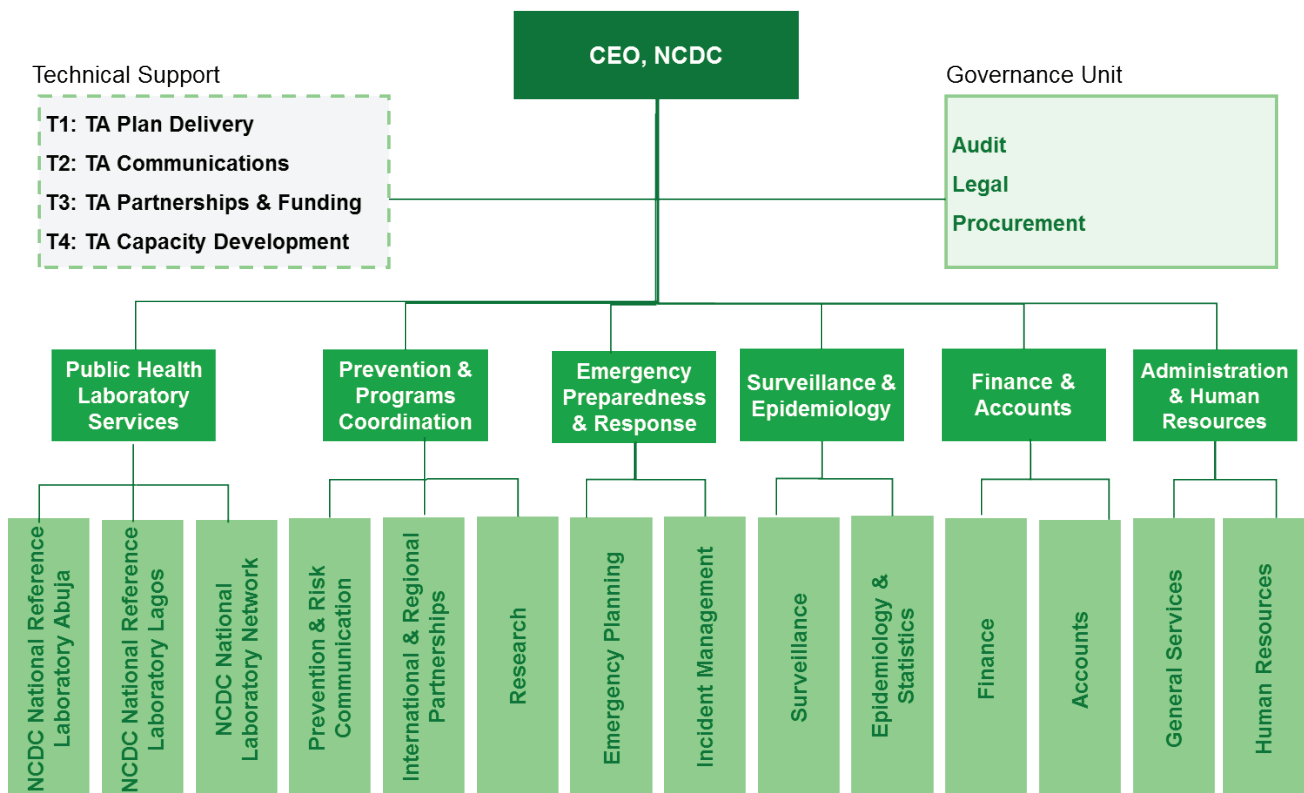 CEO, NCDC
Technical Support
T1: TA Plan Delivery
T2: TA Communications
T3: TA Partnerships & Funding
T4: TA Capacity Development
Governance Unit
Audit
Legal
Procurement
Public Health
Laboratory
Services
Prevention &
Programs
Coordination
Emergency
Preparedness
& Response
Surveillance &
Epidemiology
Finance &
Accounts
Administration
& Human
Resources
NCDC National Reference
Laboratory Abuja
NCDC National Reference
Laboratory Lagos
NCDC National
Laboratory Network
Prevention & Risk
Communication
International & Regional
Partnerships
Research
Emergency Planning
Incident Management
Surveillance
Epidemiology &
Statistics
Finance
Accounts
General Services
Human Resources